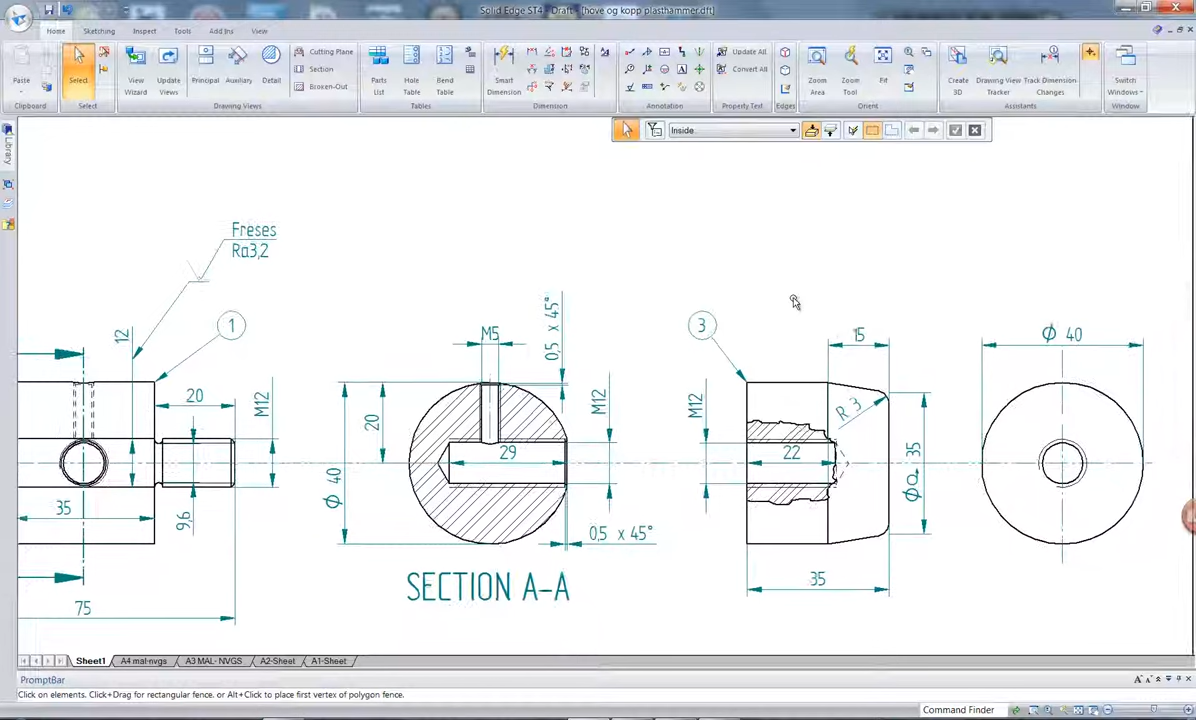 Solid Edge ST4 - Draft - [hove og kopp plasthammer.dft]
Home Sketching Inspect Tools Add Ins View
Paste
Clipboard
Select
Select
View Wizard
Update Views
Principal
Auxiliary
Detail
Cutting Plane
Section
Broken-Out
Drawing Views
Parts List
Hole Table
Bend Table
Tables
Smart Dimension
Dimension
Annotation
Update All
Convert All
Property Text
Edges
Zoom Area
Zoom Tool
Fit
Orient
Create 3D
Drawing View Tracker
Track Dimension Changes
Assistants
Switch Windows
Window
Inside
Library
Freses
Ra3,2
12
1
20
M12
9,6
35
75
M5
0,5 x 45°
20
Φ 40
29
M12
0,5 x 45°
SECTION A-A
3
15
M12
R 3
22
35
Φ 40
Sheet1 A4 mal-nvgs A3 MAL- NVGS A2-Sheet A1-Sheet
PromptBar
Click on elements. Click+Drag for rectangular fence. or Alt+Click to place first vertex of polygon fence.
Command Finder